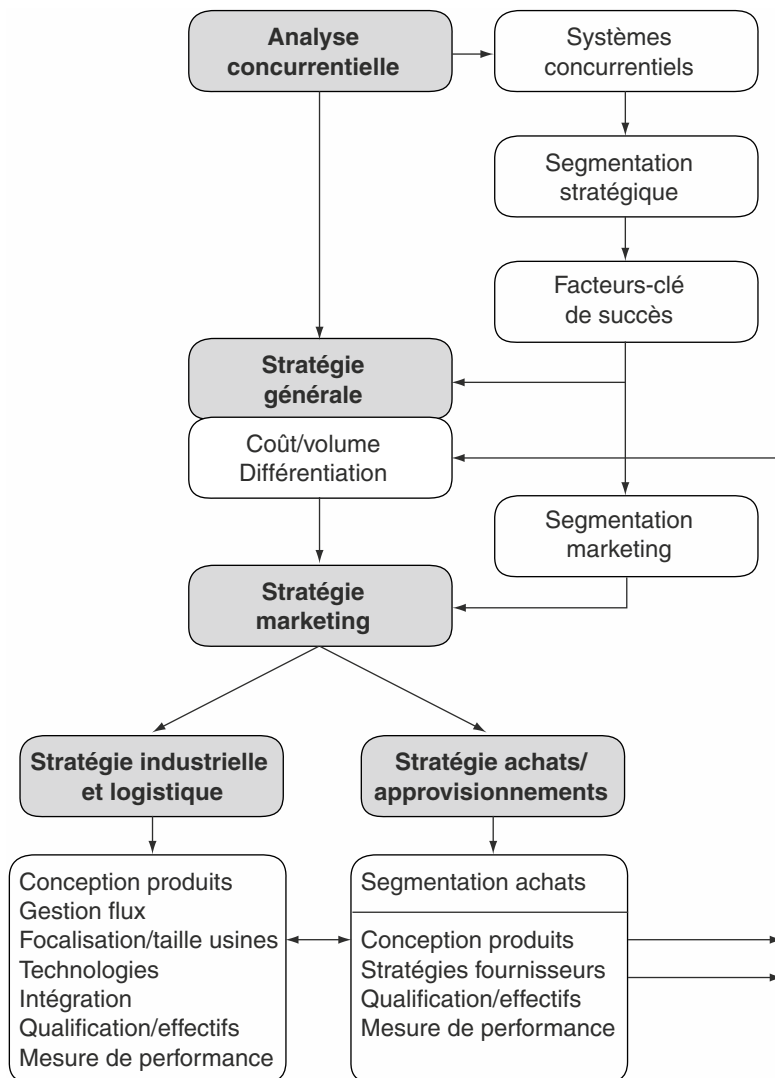 Analyse
concurrentielle
Systèmes
concurrentiels
Segmentation
stratégique
Facteurs-clé
de succès
Stratégie
générale
Coût/volume
Différentiation
Segmentation
marketing
Stratégie
marketing
Stratégie industrielle
et logistique
Stratégie achats/
approvisionnements
Conception produits
Gestion flux
Focalisation/taille usines
Technologies
Intégration
Qualification/effectifs
Mesure de performance
Segmentation achats
Conception produits
Stratégies fournisseurs
Qualification/effectifs
Mesure de performance